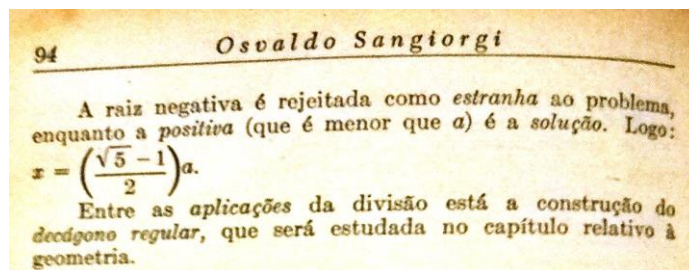 94 Osvaldo Sangiorgi
A raiz negativa é rejeitada como estranha ao problema,
enquanto a positiva (que é menor que a) é a solução. Logo:
x = (√5 - 1 / 2)a.
Entre as aplicações da divisão está a construção do
decágono regular, que será estudada no capítulo relativo à
geometria.